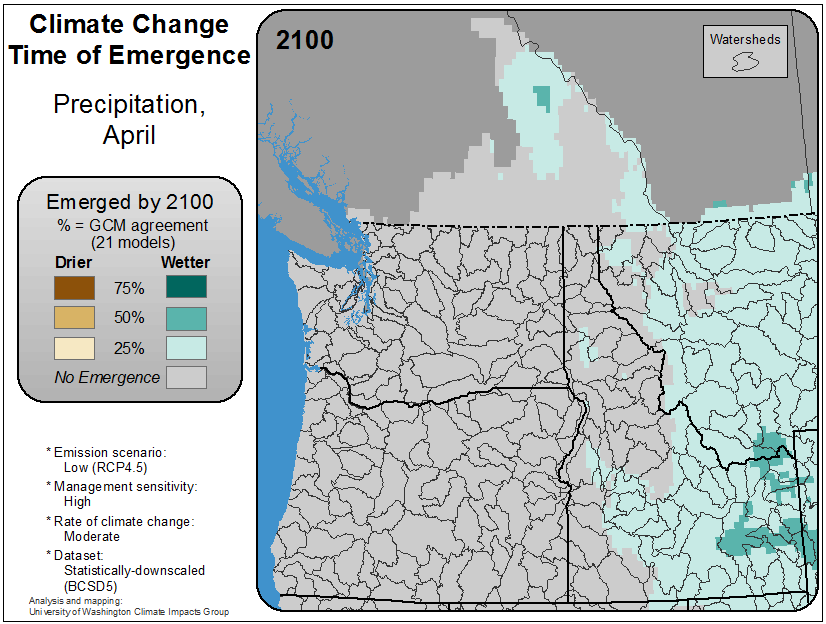 Climate Change
Time of Emergence
Precipitation,
April
Emerged by 2100
% = GCM agreement
(21 models)
Drier Wetter
75%
50%
25%
No Emergence
* Emission scenario:
Low (RCP4.5)
* Management sensitivity:
High
* Rate of climate change:
Moderate
* Dataset:
Statistically-downscaled
(BCSD5)
Analysis and mapping:
University of Washington Climate Impacts Group
2100
Watersheds